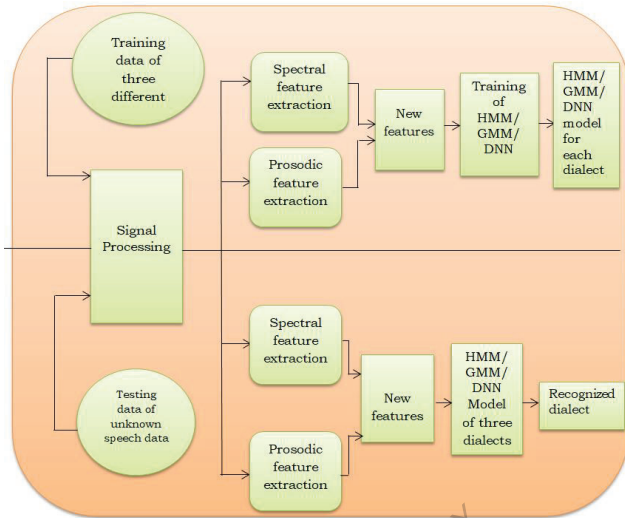 Training
data of
three
different
Spectral
feature
extraction
Prosodic
feature
extraction
New
features
Training
of
HMM/
GMM/
DNN
HMM/
GMM/
DNN
model
for
each
dialect
Signal
Processing
Testing
data of
unknown
speech data
Spectral
feature
extraction
Prosodic
feature
extraction
New
features
HMM/
GMM/
DNN
Model
of three
dialects
Recognized
dialect